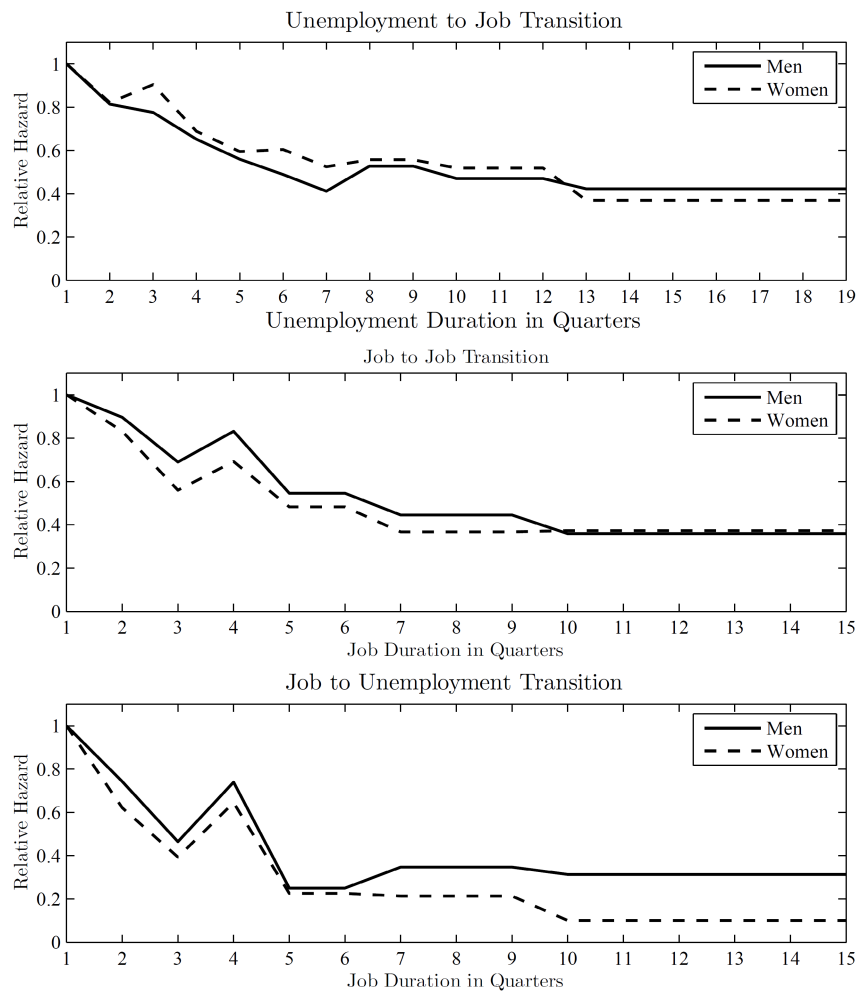 Unemployment to Job Transition
Relative Hazard
1
0.8
0.6
0.4
0.2
0
Men
Women
1 2 3 4 5 6 7 8 9 10 11 12 13 14 15 16 17 18 19
Unemployment Duration in Quarters
Job to Job Transition
Relative Hazard
1
0.8
0.6
0.4
0.2
0
Men
Women
1 2 3 4 5 6 7 8 9 10 11 12 13 14 15
Job Duration in Quarters
Job to Unemployment Transition
Relative Hazard
1
0.8
0.6
0.4
0.2
0
Men
Women
1 2 3 4 5 6 7 8 9 10 11 12 13 14 15
Job Duration in Quarters